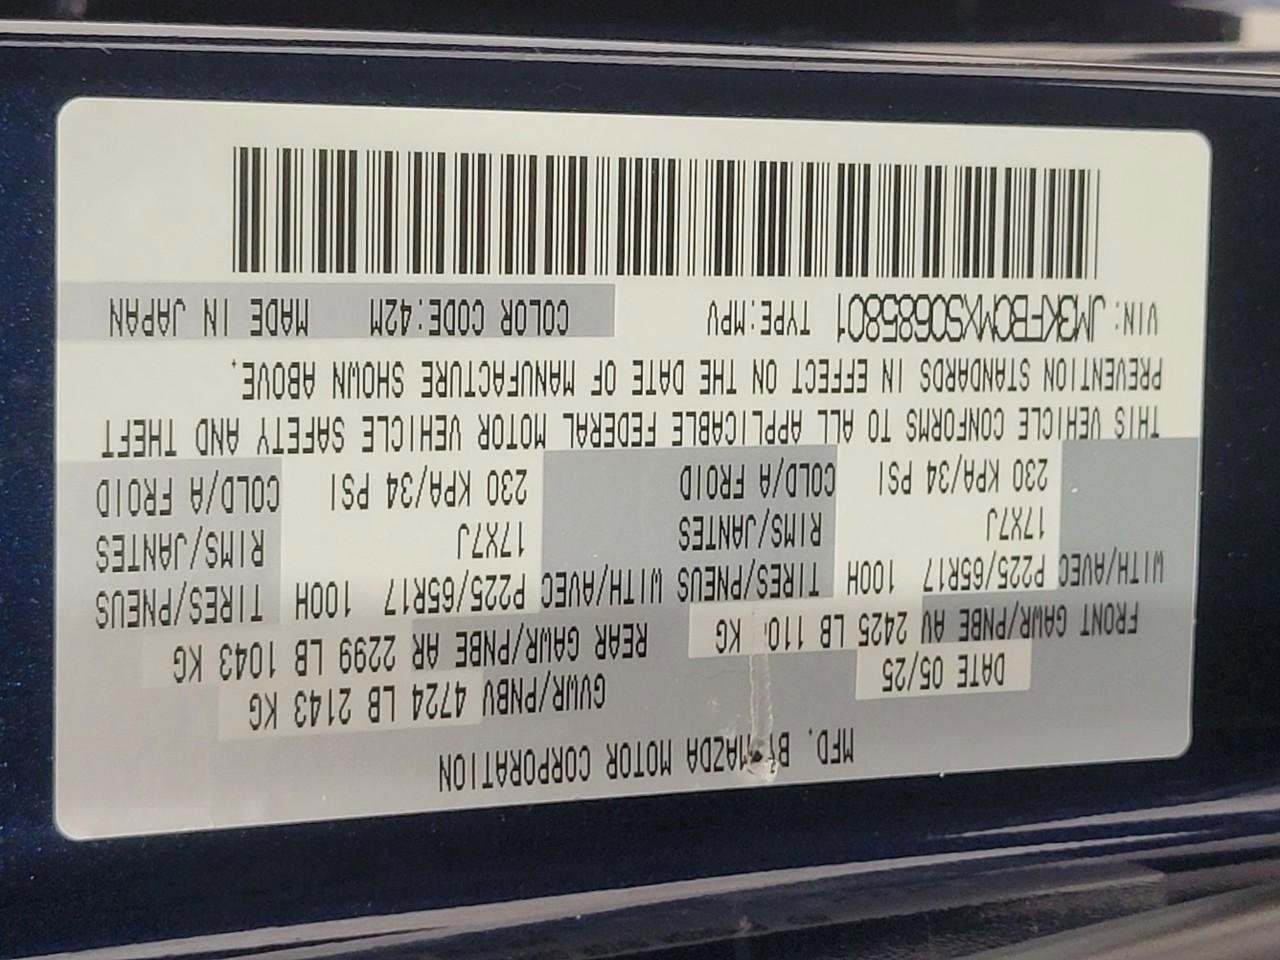 MFD. BY MAZDA MOTOR CORPORATION
DATE 05/25 GVWR/PNBV 4724 LB 2143 KG
FRONT GAWR/PNBE AV 2425 LB KG REAR GAWR/PNBE AR 2299 LB 1043 KG
WITH/AVEC P225/65R17 100H TIRES/PNEUS WITH/AVEC P225/65R17 100H TIRES/PNEUS
17X7J RIMS/JANTES 17X7J RIMS/JANTES
230 KPA/34 PSI COLD/A FROID 230 KPA/34 PSI COLD/A FROID
THIS VEHICLE CONFORMS TO ALL APPLICABLE FEDERAL MOTOR VEHICLE SAFETY AND THEFT
PREVENTION STANDARDS IN EFFECT ON THE DATE OF MANUFACTURE SHOWN ABOVE.
VIN: JM3KFBCMXS0685801 TYPE:MPV COLOR CODE:42M MADE IN JAPAN